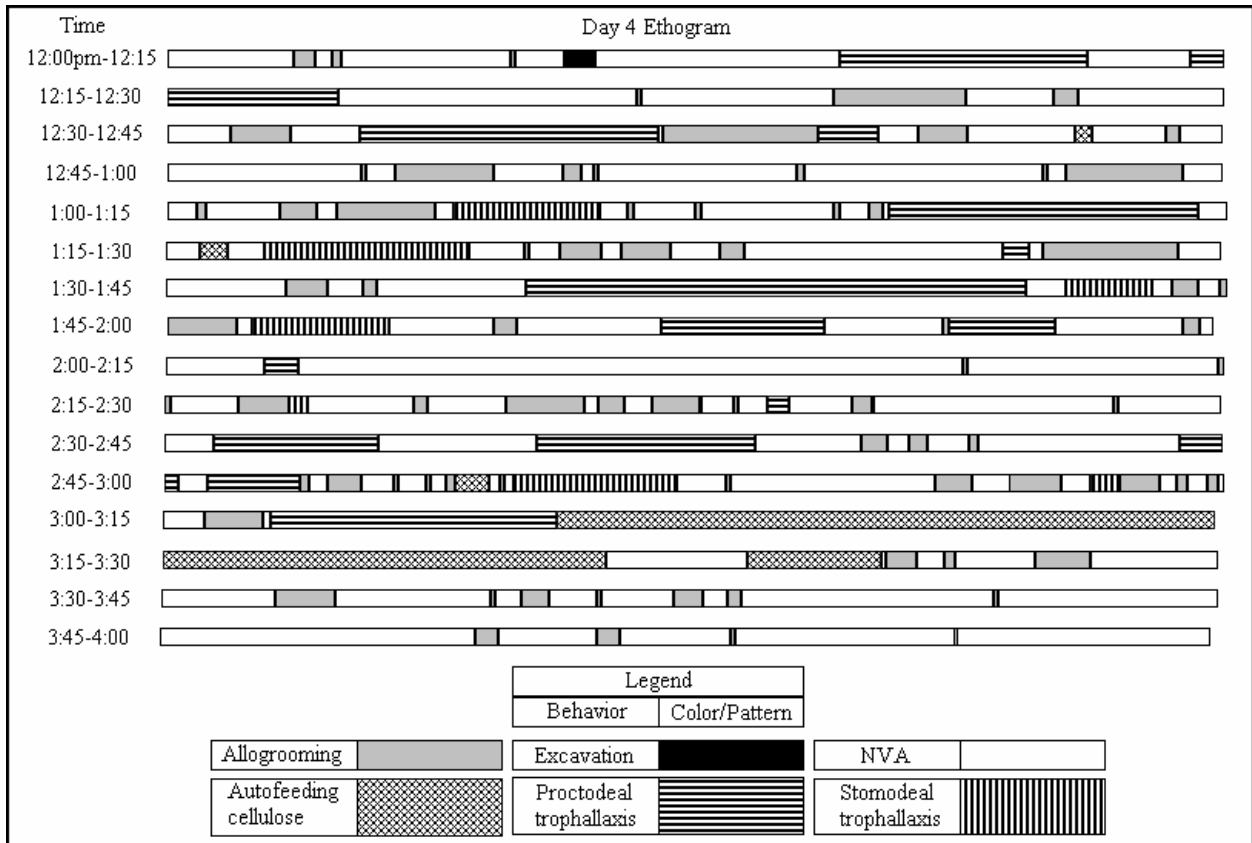 Time
Day 4 Ethogram
12:00pm-12:15
12:15-12:30
12:30-12:45
12:45-1:00
1:00-1:15
1:15-1:30
1:30-1:45
1:45-2:00
2:00-2:15
2:15-2:30
2:30-2:45
2:45-3:00
3:00-3:15
3:15-3:30
3:30-3:45
3:45-4:00
Legend
Behavior Color/Pattern
Allogrooming
Excavation
NVA
Autofeeding
cellulose
Proctodeal
trophallaxis
Stomodeal
trophallaxis